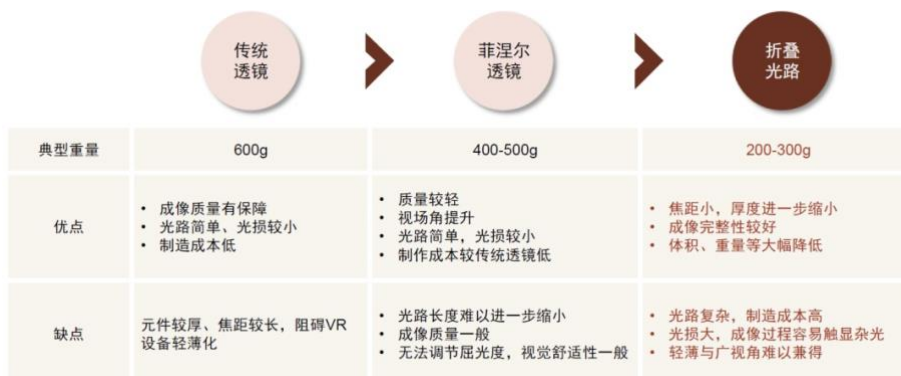 传统
透镜
菲涅尔
透镜
折叠
光路
典型重量
600g
400-500g
200-300g
优点
• 成像质量有保障
• 光路简单、光损较小
• 制造成本低
• 质量较轻
• 视场角提升
• 光路简单，光损较小
• 制作成本较传统透镜低
• 焦距小，厚度进一步缩小
• 成像完整性较好
• 体积、重量等大幅降低
缺点
元件较厚、焦距较长，阻碍VR
设备轻薄化
• 光路长度难以进一步缩小
• 成像质量一般
• 无法调节屈光度，视觉舒适性一般
• 光路复杂，制造成本高
• 光损大，成像过程容易触显杂光
• 轻薄与广视角难以兼得